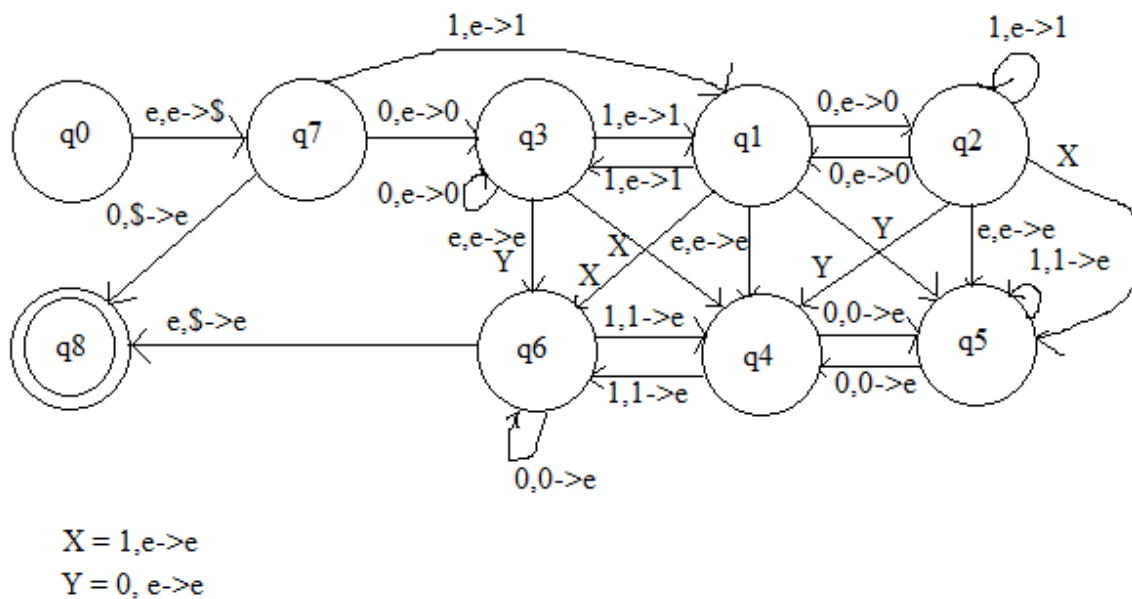 1,e->1
1,e->1
q0
e,e->$
q7
0,e->0
q3
1,e->1
q1
0,e->0
q2
X
0,e->0
1,e->1
0,e->0
0,$->e
e,e->e
Y
X
X
e,e->e
Y
Y
e,e->e
1,1->e
q8
e,$->e
q6
1,1->e
q4
0,0->e
q5
1,1->e
0,0->e
0,0->e
X = 1,e->e
Y = 0, e->e